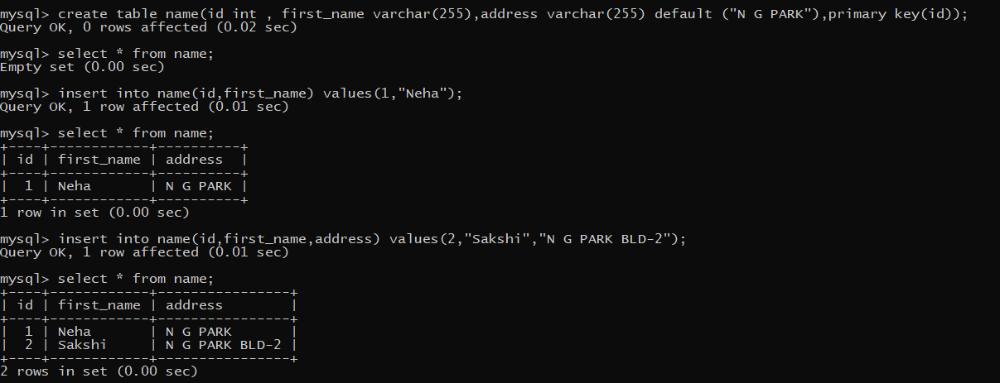 mysql> create table name(id int , first_name varchar(255),address varchar(255) default ("N G PARK"),primary key(id));
Query OK, 0 rows affected (0.02 sec)

mysql> select * from name;
Empty set (0.00 sec)

mysql> insert into name(id,first_name) values(1,"Neha");
Query OK, 1 row affected (0.01 sec)

mysql> select * from name;
+----+------------+----------+
| id | first_name | address  |
+----+------------+----------+
|  1 | Neha       | N G PARK |
+----+------------+----------+
1 row in set (0.00 sec)

mysql> insert into name(id,first_name,address) values(2,"Sakshi","N G PARK BLD-2");
Query OK, 1 row affected (0.01 sec)

mysql> select * from name;
+----+------------+----------------+
| id | first_name | address        |
+----+------------+----------------+
|  1 | Neha       | N G PARK       |
|  2 | Sakshi     | N G PARK BLD-2 |
+----+------------+----------------+
2 rows in set (0.00 sec)